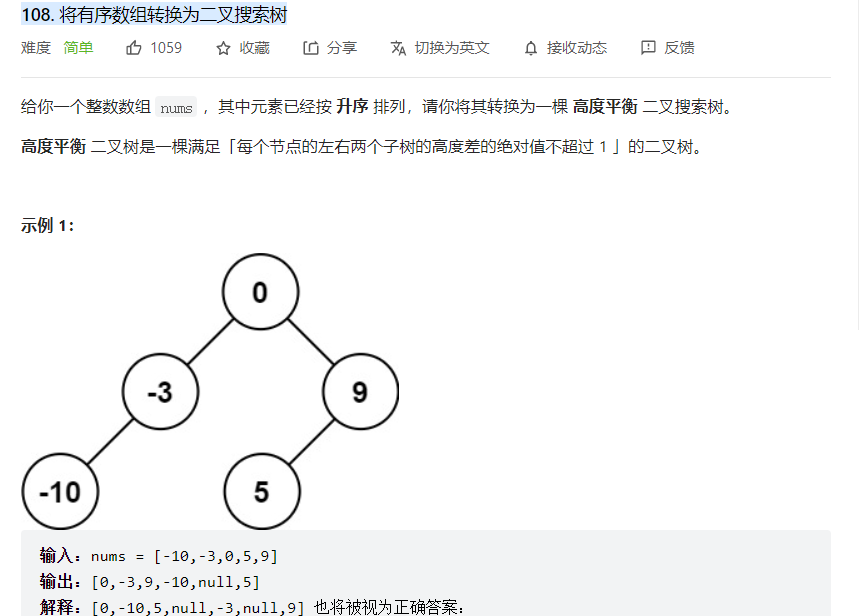 108. 将有序数组转换为二叉搜索树
难度 简单 1059 收藏 分享 切换为英文 接收动态 反馈
给你一个整数数组 nums ，其中元素已经按 升序 排列，请你将其转换为一棵 高度平衡 二叉搜索树。
高度平衡 二叉树是一棵满足「每个节点的左右两个子树的高度差的绝对值不超过 1 」的二叉树。
示例 1：
0
-3 9
-10 5
输入：nums = [-10,-3,0,5,9]
输出：[0,-3,9,-10,null,5]
解释：[0,-10,5,null,-3,null,9] 也将被视为正确答案：